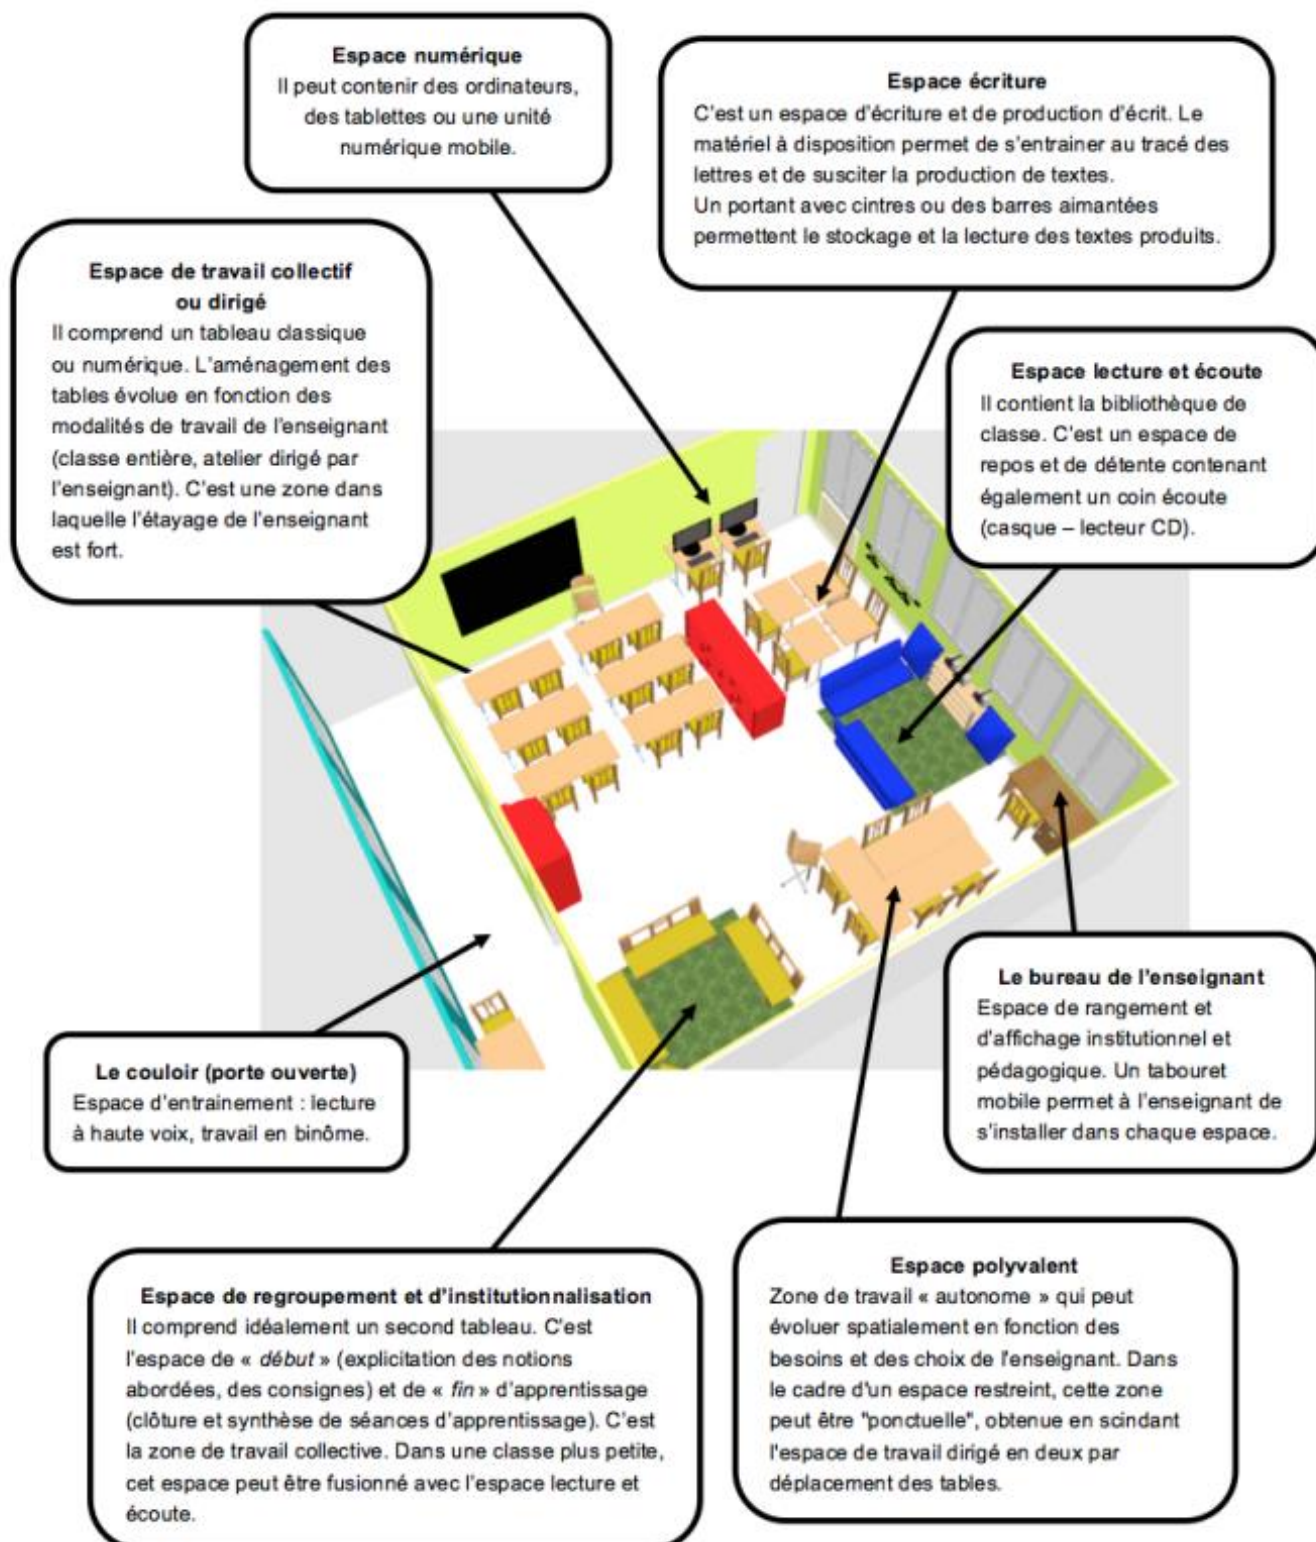 Espace numérique
Il peut contenir des ordinateurs,
des tablettes ou une unité
numérique mobile.
Espace écriture
C'est un espace d'écriture et de production d'écrit. Le
matériel à disposition permet de s'entrainer au tracé des
lettres et de susciter la production de textes.
Un portant avec cintres ou des barres aimantées
permettent le stockage et la lecture des textes produits.
Espace de travail collectif
ou dirigé
Il comprend un tableau classique
ou numérique. L'aménagement des
tables évolue en fonction des
modalités de travail de l'enseignant
(classe entière, atelier dirigé par
l'enseignant). C'est une zone dans
laquelle l'étayage de l'enseignant
est fort.
Espace lecture et écoute
Il contient la bibliothèque de
classe. C'est un espace de
repos et de détente contenant
également un coin écoute
(casque – lecteur CD).
Le bureau de l'enseignant
Espace de rangement et
d'affichage institutionnel et
pédagogique. Un tabouret
mobile permet à l'enseignant de
s'installer dans chaque espace.
Le couloir (porte ouverte)
Espace d'entrainement : lecture
à haute voix, travail en binôme.
Espace de regroupement et d'institutionnalisation
Il comprend idéalement un second tableau. C'est
l'espace de « début » (explicitation des notions
abordées, des consignes) et de « fin » d'apprentissage
(clôture et synthèse de séances d'apprentissage). C'est
la zone de travail collective. Dans une classe plus petite,
cet espace peut être fusionné avec l'espace lecture et
écoute.
Espace polyvalent
Zone de travail « autonome » qui peut
évoluer spatialement en fonction des
besoins et des choix de l'enseignant. Dans
le cadre d'un espace restreint, cette zone
peut être "ponctuelle", obtenue en scindant
l'espace de travail dirigé en deux par
déplacement des tables.